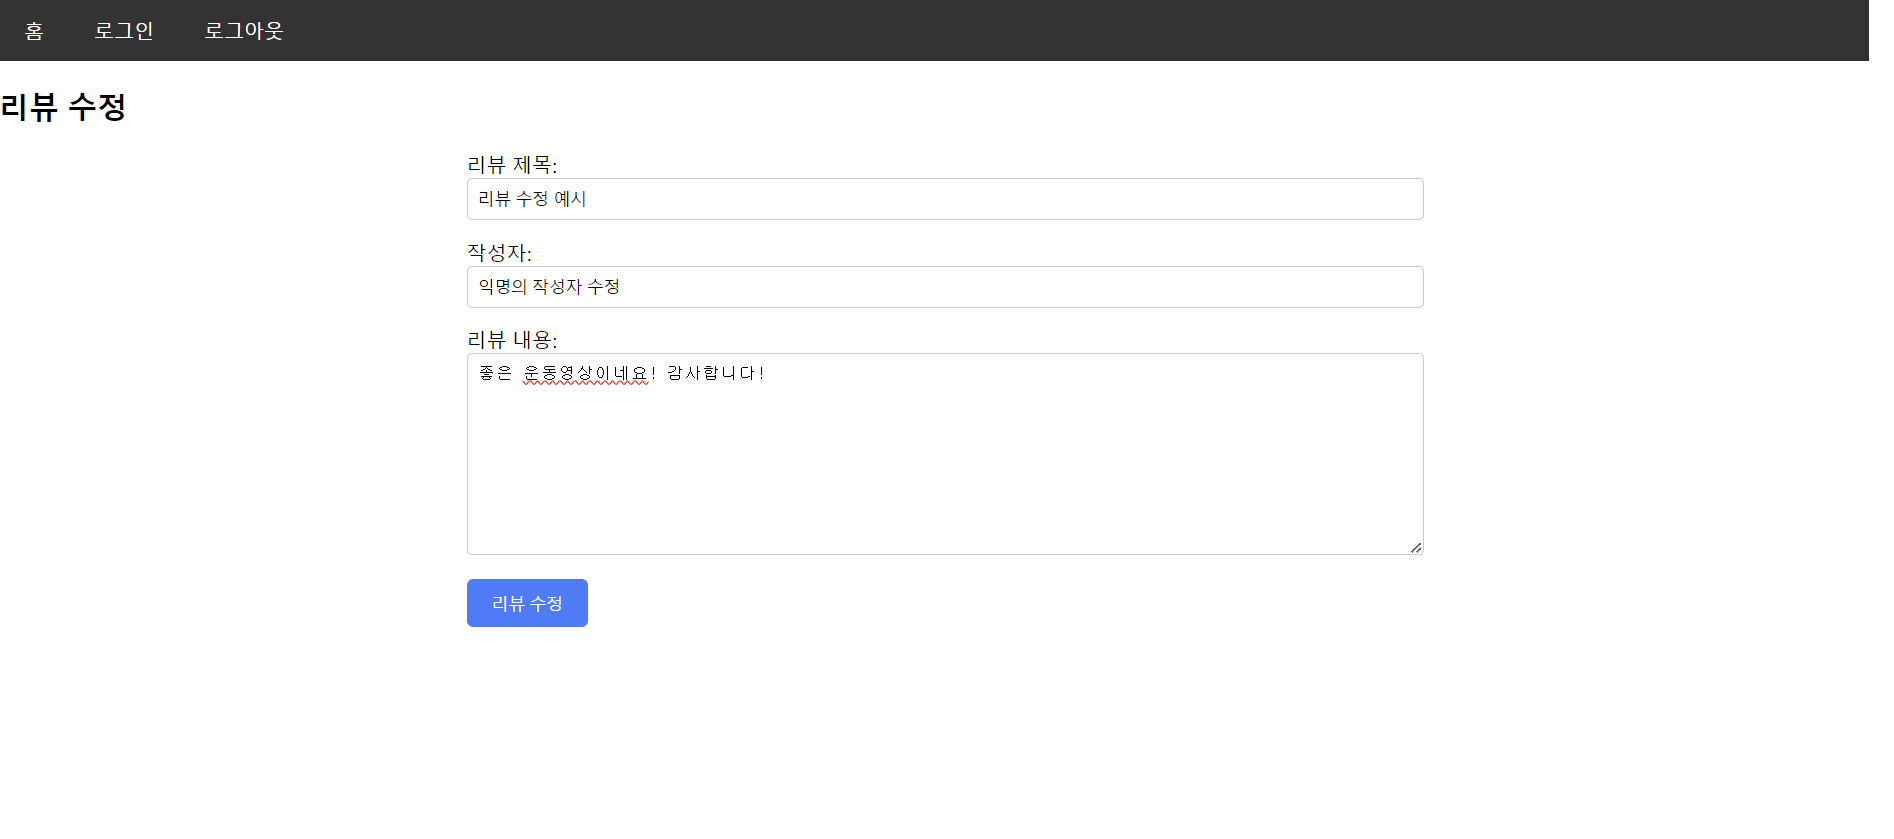 홈 로그인 로그아웃
리뷰 수정
리뷰 제목:
리뷰 수정 예시
작성자:
익명의 작성자 수정
리뷰 내용:
좋은 운동영상이네요! 감사합니다!
리뷰 수정